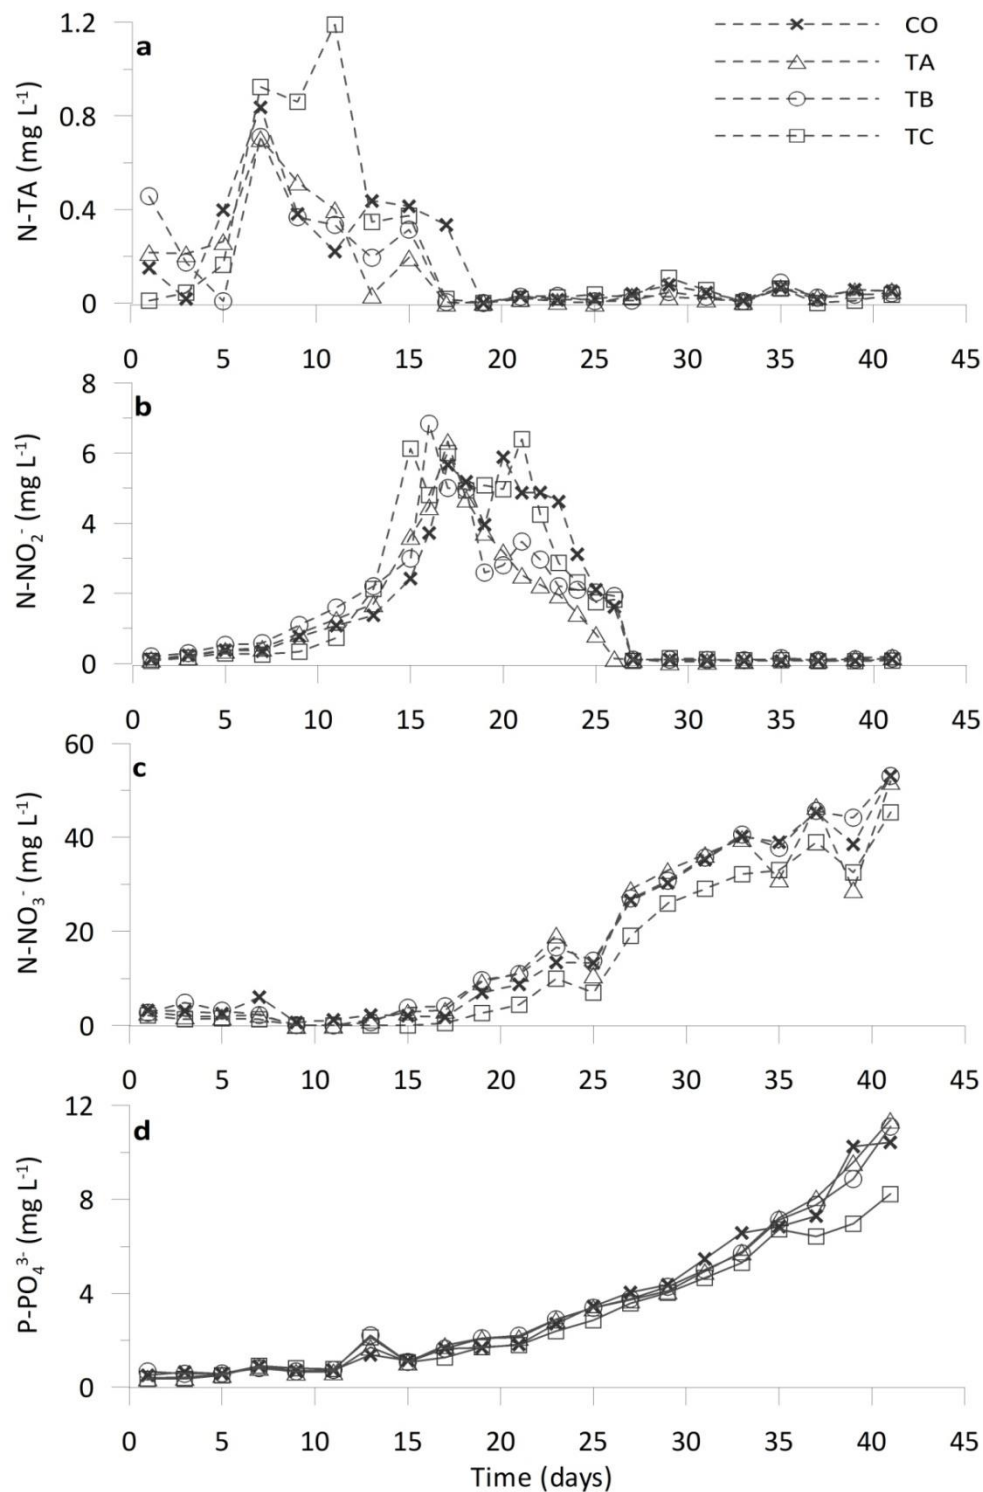 a
1.2
0.8
0.4
0
N-TA (mg L⁻¹)
CO
TA
TB
TC
0 5 10 15 20 25 30 35 40 45
b
8
6
4
2
0
N-NO₂⁻ (mg L⁻¹)
0 5 10 15 20 25 30 35 40 45
c
60
40
20
0
N-NO₃⁻ (mg L⁻¹)
0 5 10 15 20 25 30 35 40 45
d
12
8
4
0
P-PO₄³⁻ (mg L⁻¹)
0 5 10 15 20 25 30 35 40 45
Time (days)